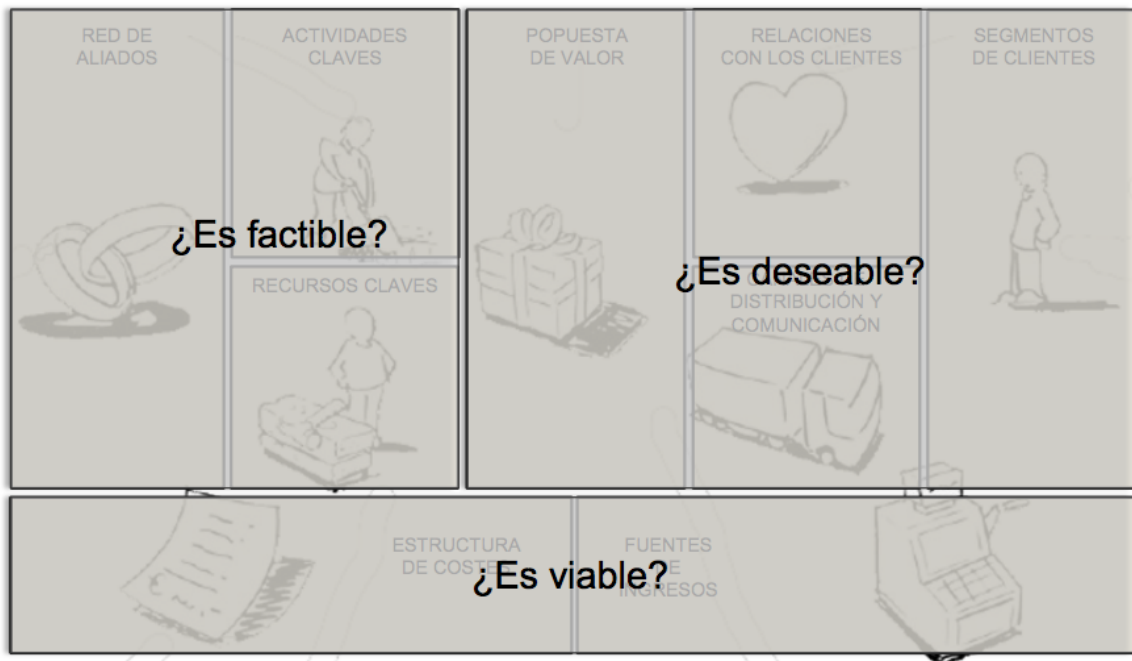 RED DE
ALIADOS
ACTIVIDADES
CLAVES
POPUESTA
DE VALOR
RELACIONES
CON LOS CLIENTES
SEGMENTOS
DE CLIENTES
¿Es factible?
RECURSOS CLAVES
¿Es deseable?
DISTRIBUCIÓN Y
COMUNICACIÓN
ESTRUCTURA
DE COSTES
FUENTES
DE
INGRESOS
¿Es viable?